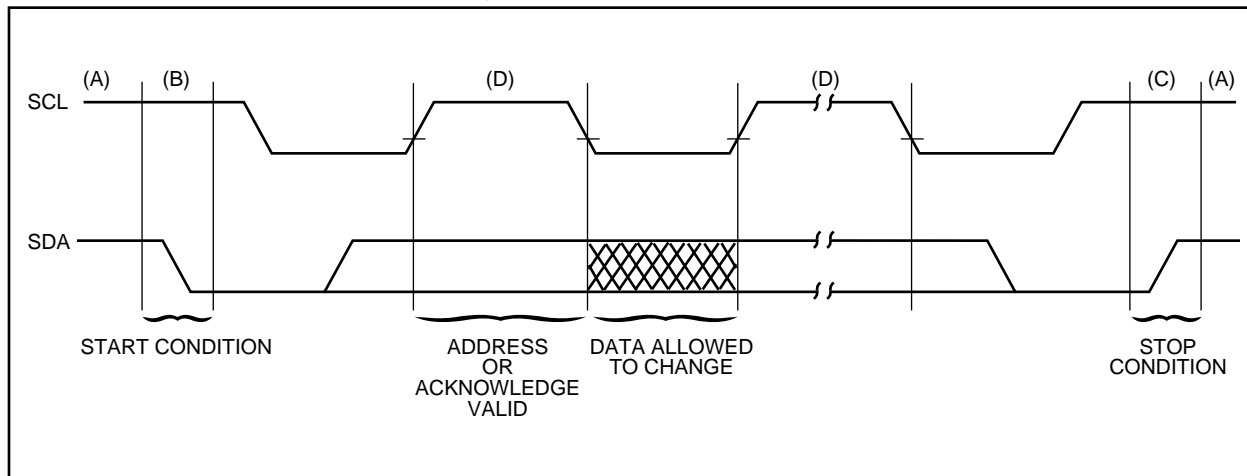 (A) (B) (D) (D) (C) (A)
SCL
SDA
START CONDITION
ADDRESS
OR
ACKNOWLEDGE
VALID
DATA ALLOWED
TO CHANGE
STOP
CONDITION